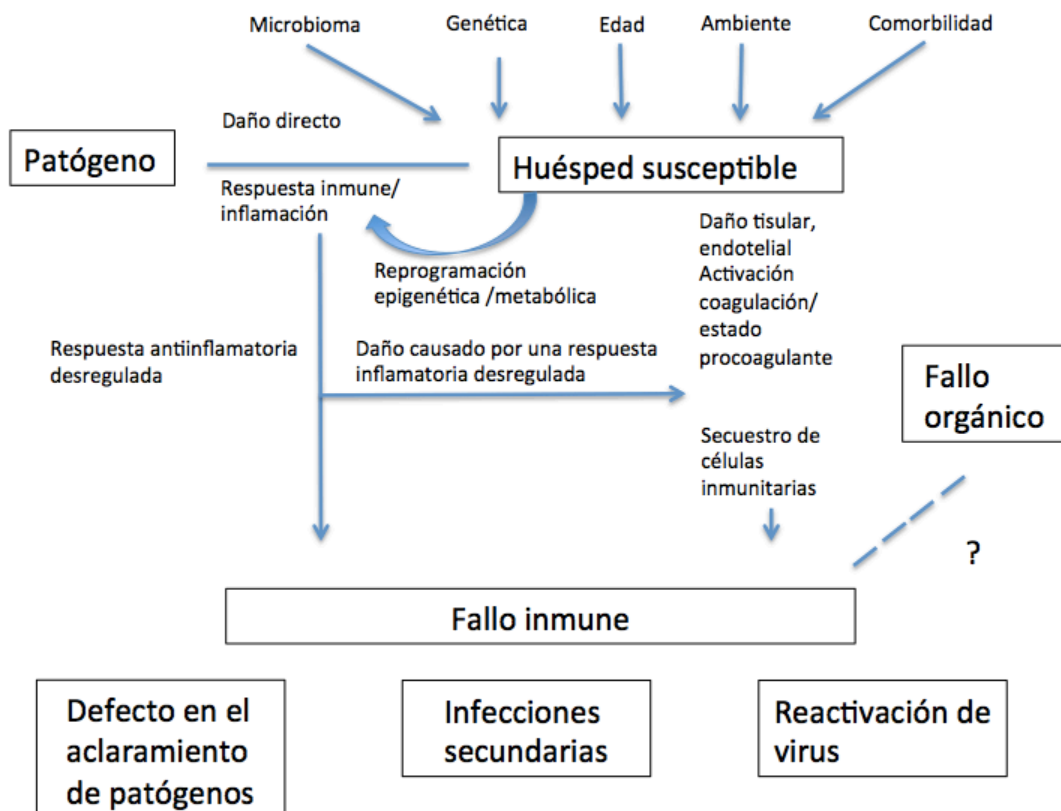 Microbioma
Genética
Edad
Ambiente
Comorbilidad
Daño directo
Patógeno
Huésped susceptible
Respuesta inmune/
inflamación
Reprogramación
epigenética /metabólica
Daño tisular,
endotelial
Activación
coagulación/
estado
procoagulante
Respuesta antiinflamatoria
desregulada
Daño causado por una respuesta
inflamatoria desregulada
Fallo
orgánico
Secuestro de
células
inmunitarias
?
Fallo inmune
Defecto en el
aclaramiento
de patógenos
Infecciones
secundarias
Reactivación de
virus